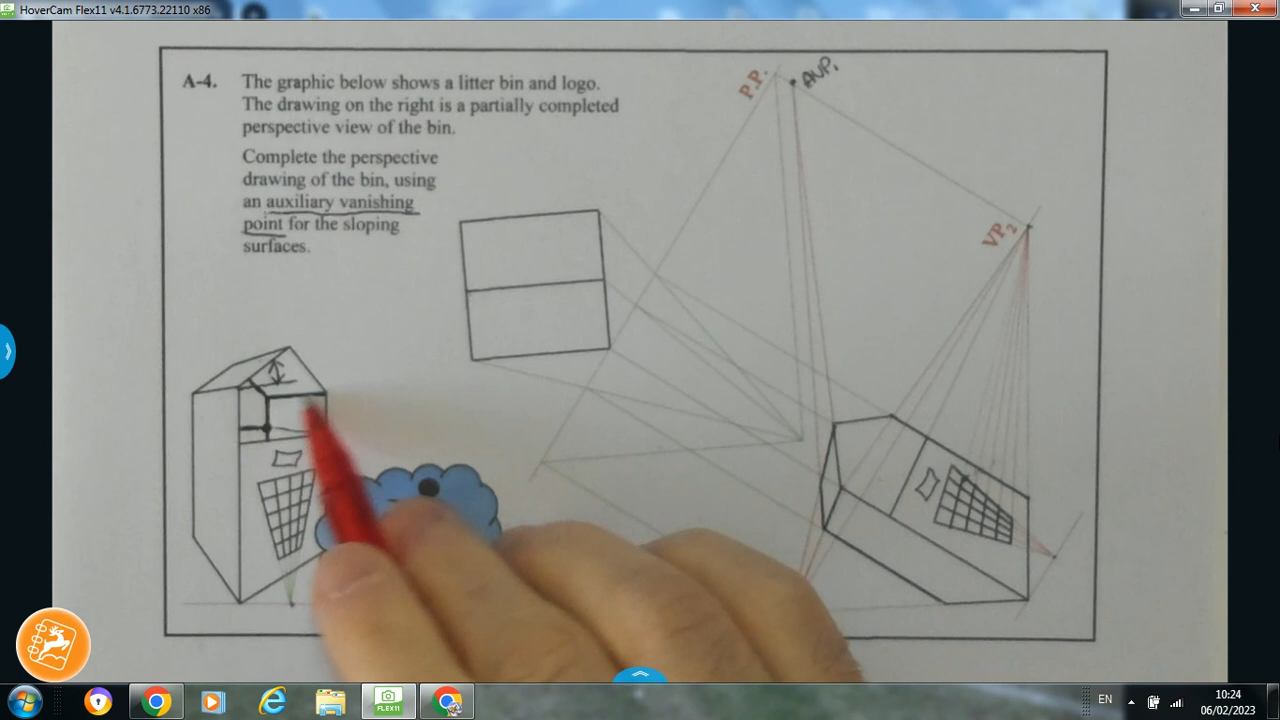 HoverCam Flex11 v4.1.6773.22110 x86
A-4. The graphic below shows a litter bin and logo.
The drawing on the right is a partially completed
perspective view of the bin.
Complete the perspective
drawing of the bin, using
an auxiliary vanishing
point for the sloping
surfaces.
P.P.
AVP1
VP2
FLEX11
EN
10:24
06/02/2023